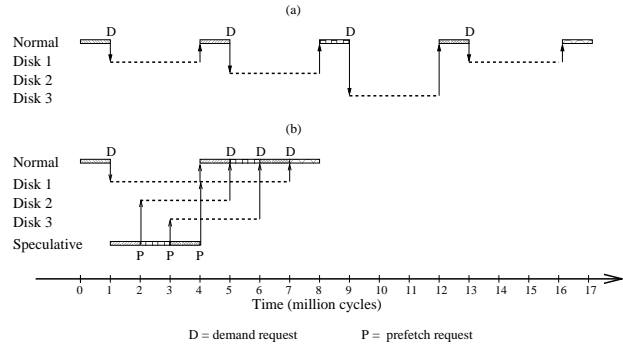 (a)
D D D D
Normal
Disk 1
Disk 2
Disk 3
(b)
D D D D
Normal
Disk 1
Disk 2
Disk 3
Speculative
P P P
0 1 2 3 4 5 6 7 8 9 10 11 12 13 14 15 16 17
Time (million cycles)
D = demand request P = prefetch request